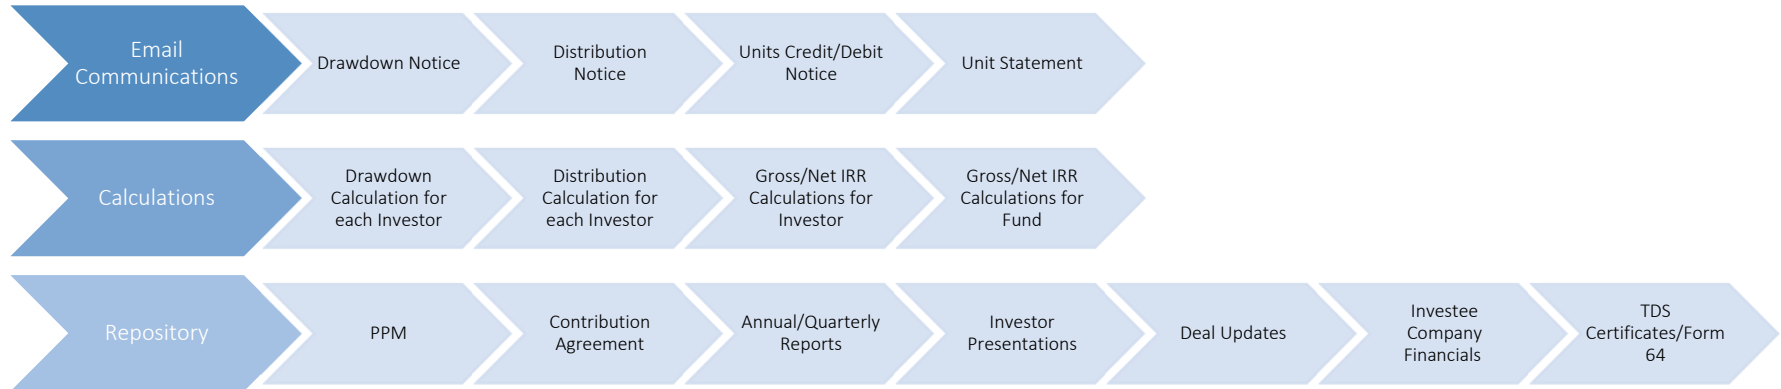 Email
Communications
Drawdown Notice
Distribution
Notice
Units Credit/Debit
Notice
Unit Statement
Calculations
Drawdown
Calculation for
each Investor
Distribution
Calculation for
each Investor
Gross/Net IRR
Calculations for
Investor
Gross/Net IRR
Calculations for
Fund
Repository
PPM
Contribution
Agreement
Annual/Quarterly
Reports
Investor
Presentations
Deal Updates
Investee
Company
Financials
TDS
Certificates/Form
64